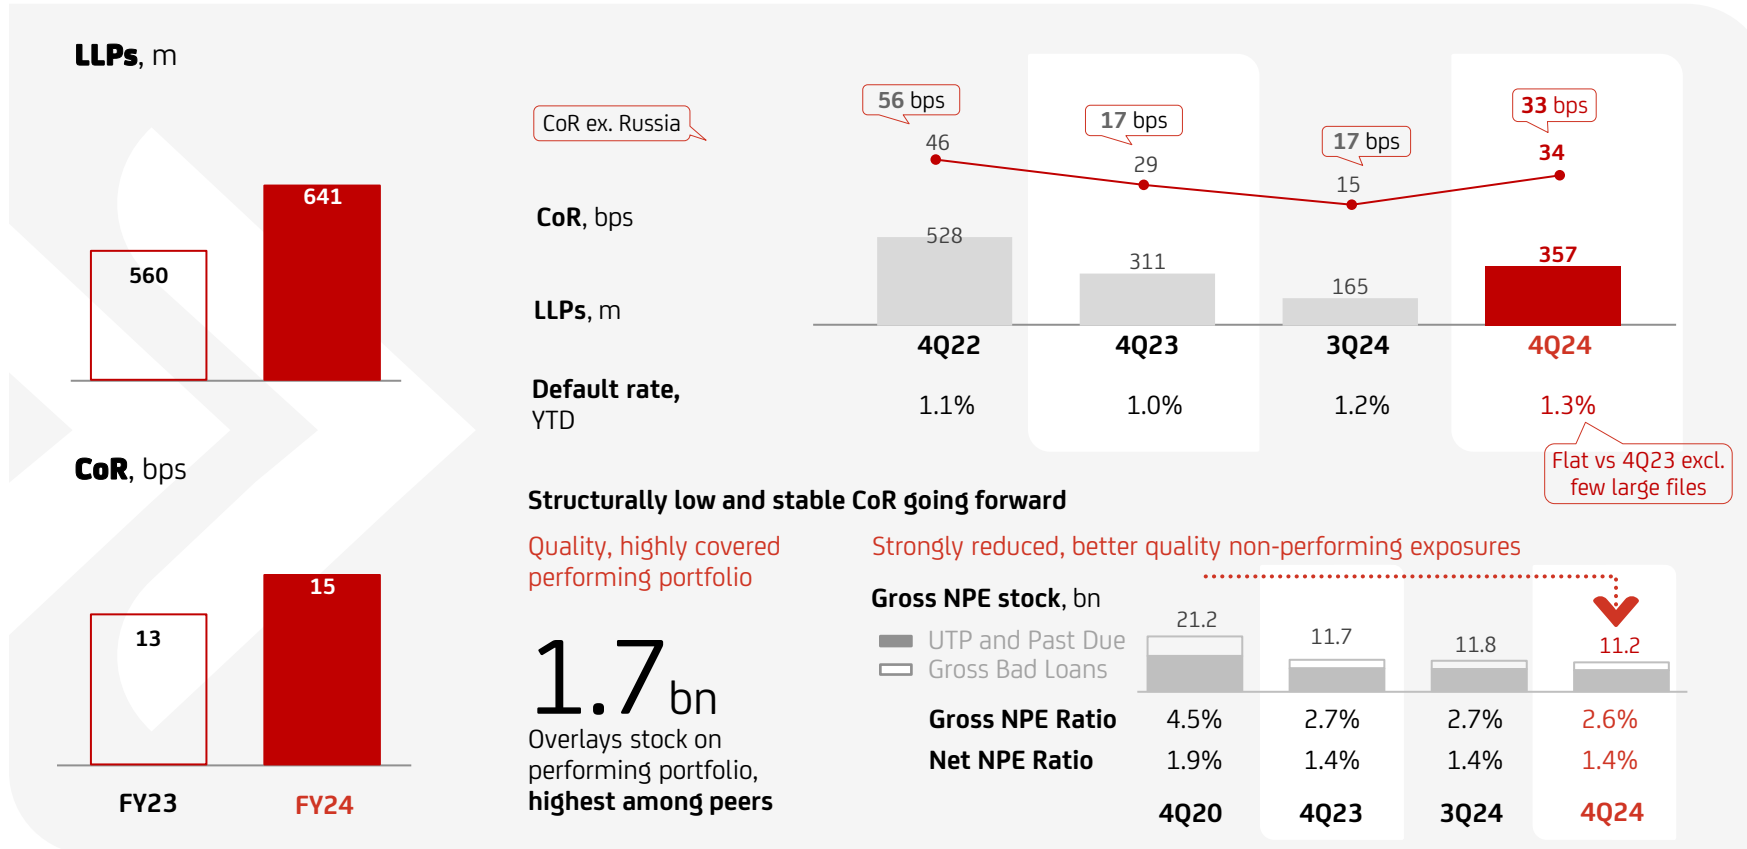 LLPs, m
560
641
CoR, bps
13
15
FY23
FY24
CoR ex. Russia
56 bps
17 bps
17 bps
33 bps
CoR, bps
46
29
15
34
LLPs, m
528
311
165
357
4Q22
4Q23
3Q24
4Q24
Default rate,
YTD
1.1%
1.0%
1.2%
1.3%
Flat vs 4Q23 excl.
few large files
Structurally low and stable CoR going forward
Quality, highly covered
performing portfolio
1.7 bn
Overlays stock on
performing portfolio,
highest among peers
Strongly reduced, better quality non-performing exposures
Gross NPE stock, bn
UTP and Past Due
Gross Bad Loans
21.2
11.7
11.8
11.2
Gross NPE Ratio
4.5%
2.7%
2.7%
2.6%
Net NPE Ratio
1.9%
1.4%
1.4%
1.4%
4Q20
4Q23
3Q24
4Q24